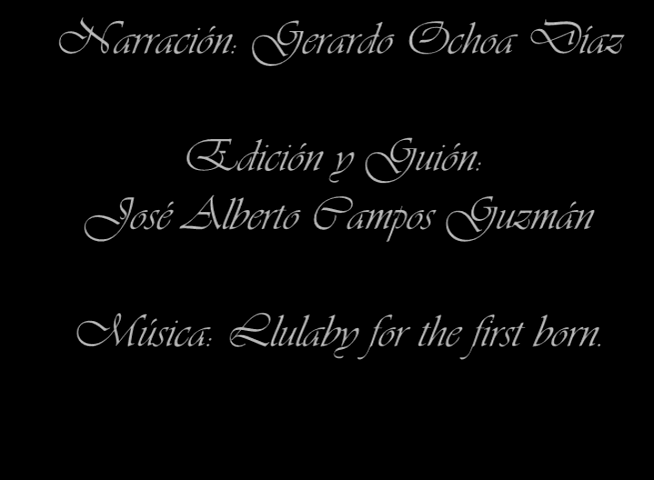 Narración: Gerardo Ochoa Díaz
Edición y Guión:
José Alberto Campos Guzmán
Música: Llulaby for the first born.